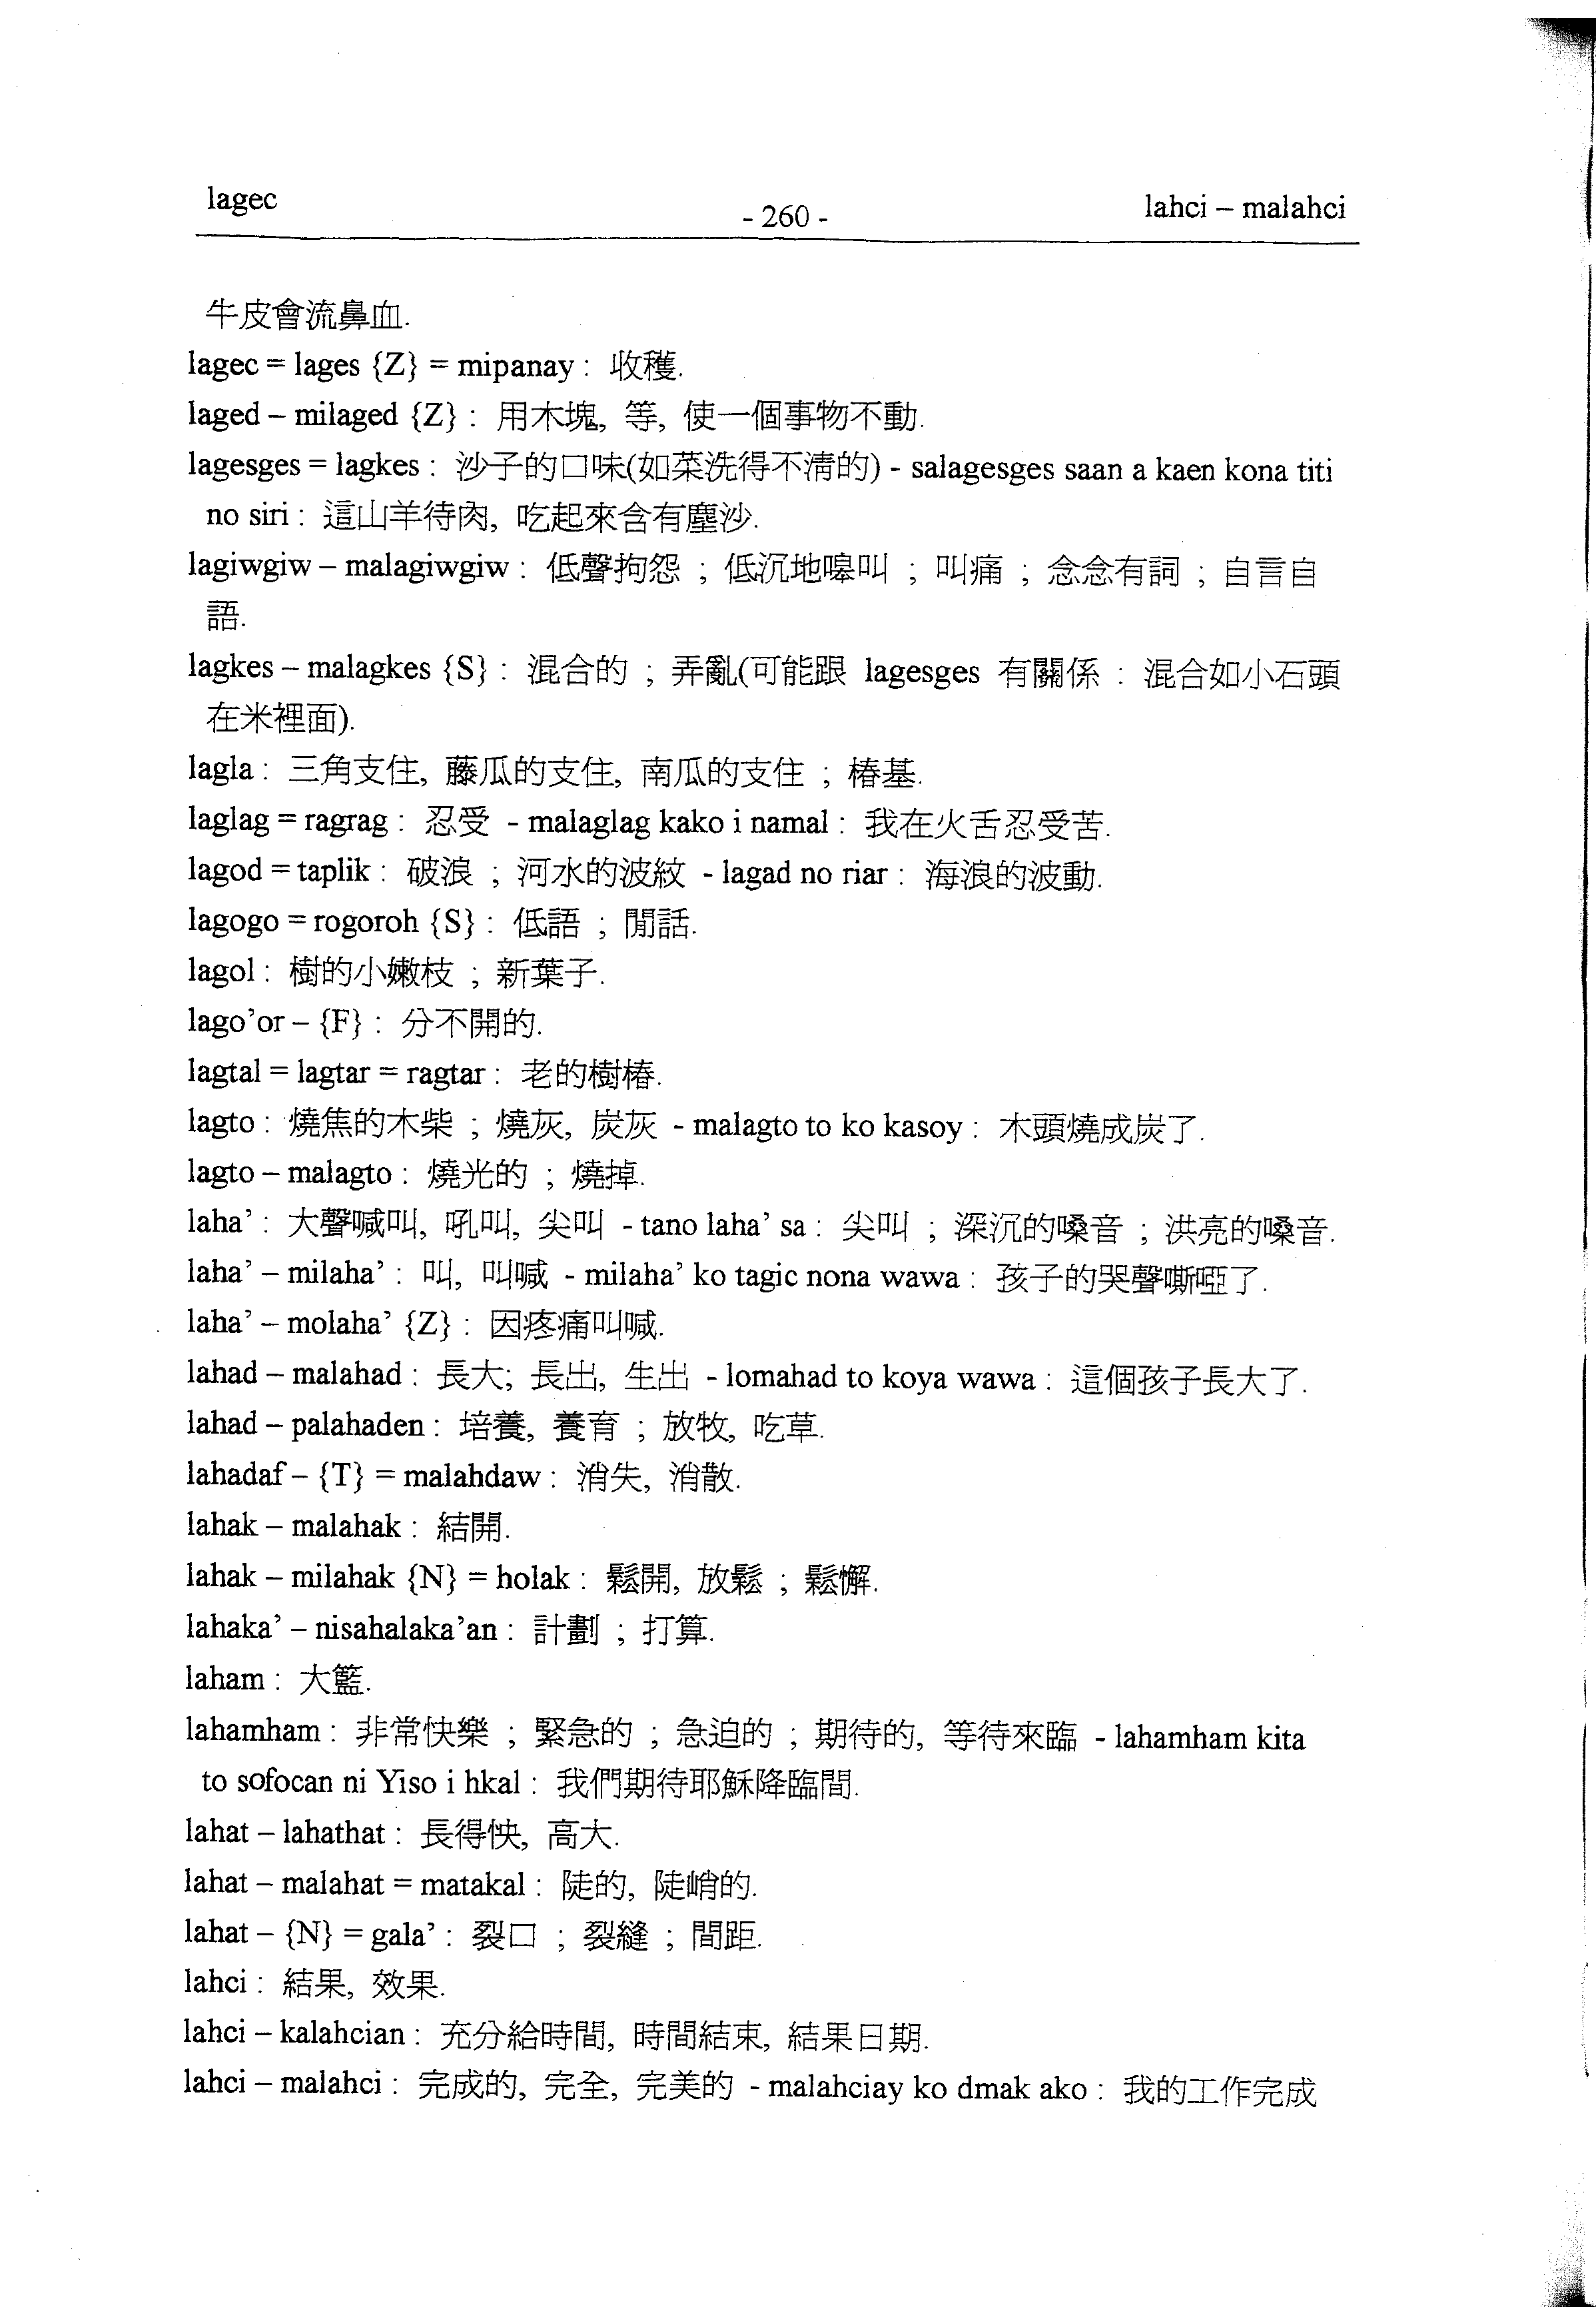 lagec
- 260 -
lahci – malahci
牛皮會流鼻血.
lagec = lages {Z} = mipanay : 收穫.
laged – milaged {Z} : 用木塊, 等, 使一個事物不動.
lagesges = lagkes : 沙子的口味(如菜洗得不清的) - salagesges saan a kaen kona titi
no siri : 這山羊待肉, 吃起來含有塵沙.
lagiwgiw – malagiwgiw : 低聲拘怨 ; 低沉地嗥叫 ; 叫痛 ; 念念有詞 ; 自言自
語.
lagkes – malagkes {S} : 混合的 ; 弄亂(可能跟 lagesges 有關係 : 混合如小石頭
在米裡面).
lagla : 三角支住, 藤瓜的支住, 南瓜的支住 ; 樁基.
laglag = ragrag : 忍受 - malaglag kako i namal : 我在火舌忍受苦.
lagod = taplik : 破浪 ; 河水的波紋 - lagad no riar : 海浪的波動.
lagogo = rogoroh {S} : 低語 ; 閒話.
lagol : 樹的小嫩枝 ; 新葉子.
lago’or – {F} : 分不開的.
lagtal = lagtar = ragtar : 老的樹樁.
lagto : 燒焦的木柴 ; 燒灰, 炭灰 - malagto to ko kasoy : 木頭燒成炭了.
lagto – malagto : 燒光的 ; 燒掉.
laha’ : 大聲喊叫, 吼叫, 尖叫 - tano laha’ sa : 尖叫 ; 深沉的嗓音 ; 洪亮的嗓音.
laha’ – milaha’ : 叫, 叫喊 - milaha’ ko tagic nona wawa : 孩子的哭聲嘶啞了.
laha’ – molaha’ {Z} : 因疼痛叫喊.
lahad – malahad : 長大; 長出, 生出 - lomahad to koya wawa : 這個孩子長大了.
lahad – palahaden : 培養, 養育 ; 放牧, 吃草.
lahadaf – {T} = malahdaw : 消失, 消散.
lahak – malahak : 結開.
lahak – milahak {N} = holak : 鬆開, 放鬆 ; 鬆懈.
lahaka’ – nisahalaka’an : 計劃 ; 打算.
laham : 大籃.
lahamham : 非常快樂 ; 緊急的 ; 急迫的 ; 期待的, 等待來臨 - lahamham kita
to sofocan ni Yiso i hkal : 我們期待耶穌降臨間.
lahat – lahathat : 長得快, 高大.
lahat – malahat = matakal : 陡的, 陡峭的.
lahat – {N} = gala’ : 裂口 ; 裂縫 ; 間距.
lahci : 結果, 效果.
lahci – kalahcian : 充分給時間, 時間結束, 結果日期.
lahci – malahci : 完成的, 完全, 完美的 - malahciay ko dmak ako : 我的工作完成